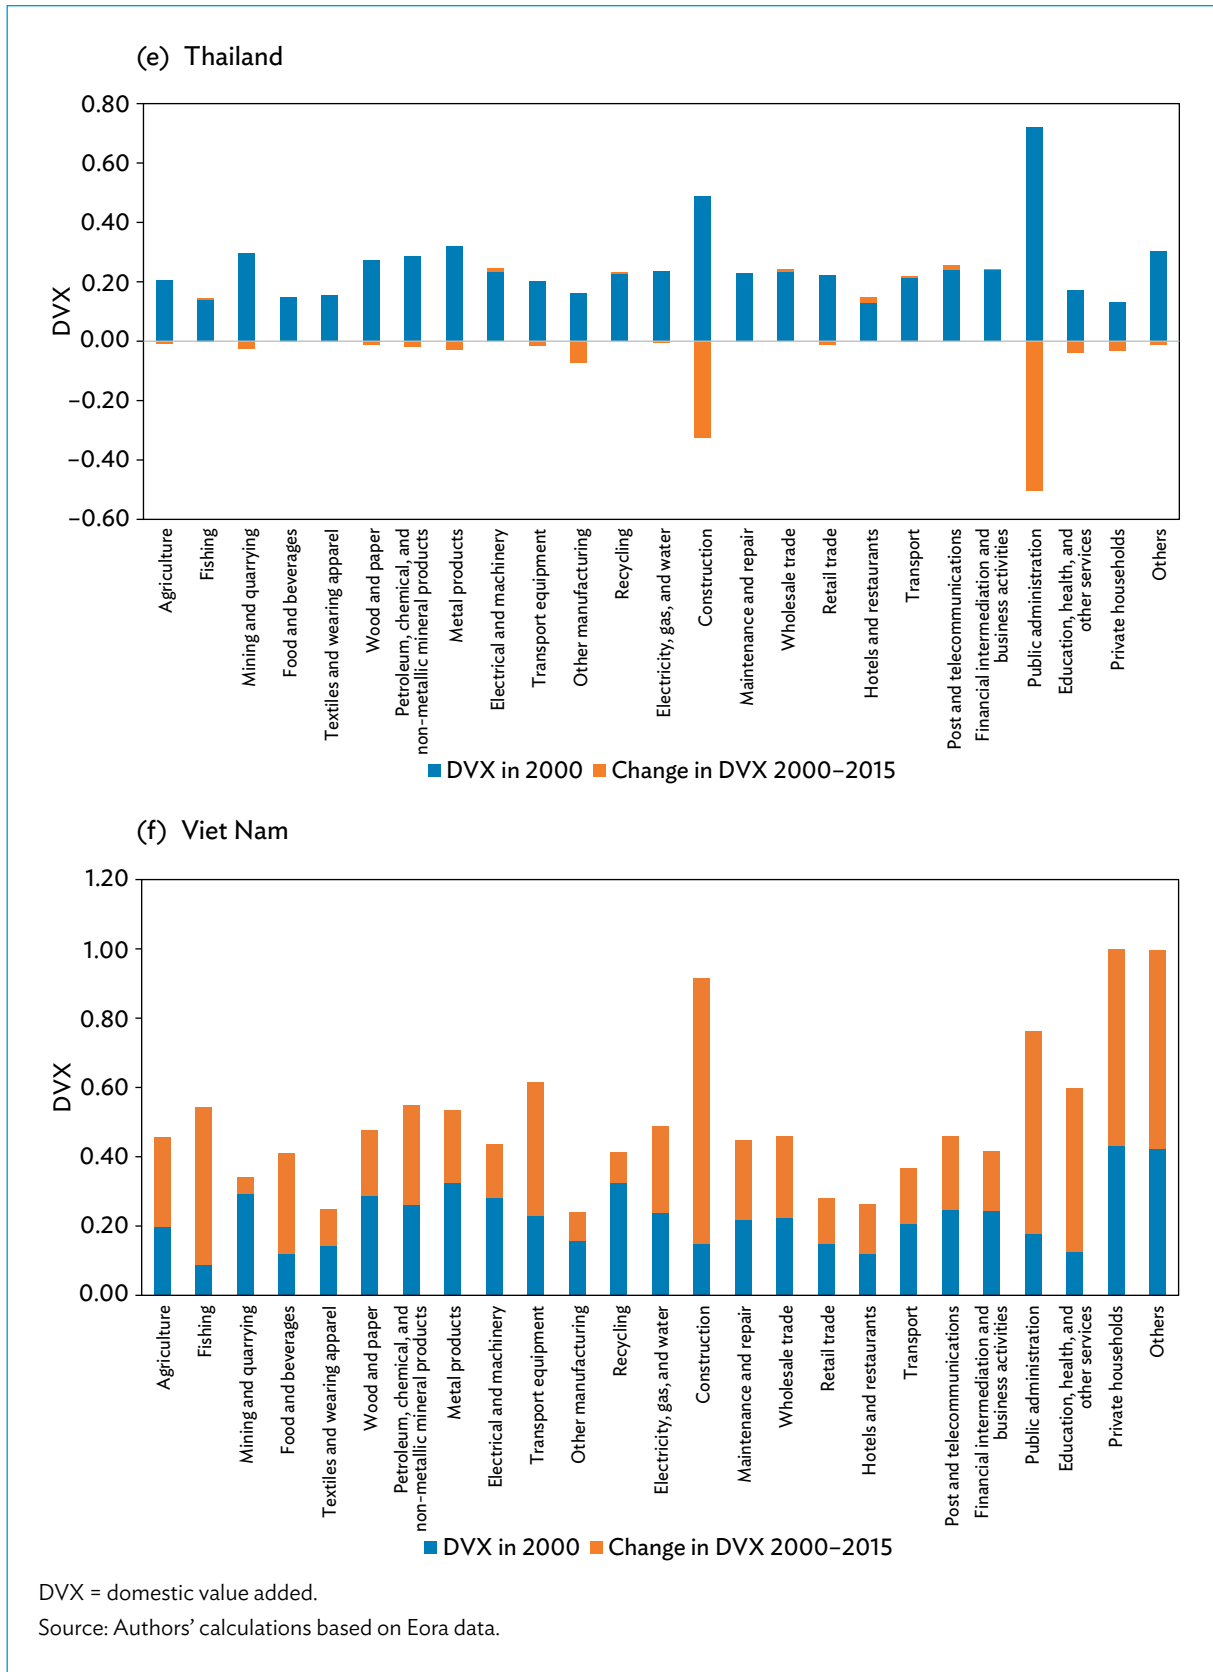 (e) Thailand
0.80
0.60
0.40
0.20
0.00
−0.20
−0.40
−0.60
DVX
Agriculture
Fishing
Mining and quarrying
Food and beverages
Textiles and wearing apparel
Wood and paper
Petroleum, chemical, and
non-metallic mineral products
Metal products
Electrical and machinery
Transport equipment
Other manufacturing
Recycling
Electricity, gas, and water
Construction
Maintenance and repair
Wholesale trade
Retail trade
Hotels and restaurants
Transport
Post and telecommunications
Financial intermediation and
business activities
Public administration
Education, health, and
other services
Private households
Others
DVX in 2000 Change in DVX 2000–2015
(f) Viet Nam
1.20
1.00
0.80
0.60
0.40
0.20
0.00
DVX
Agriculture
Fishing
Mining and quarrying
Food and beverages
Textiles and wearing apparel
Wood and paper
Petroleum, chemical, and
non-metallic mineral products
Metal products
Electrical and machinery
Transport equipment
Other manufacturing
Recycling
Electricity, gas, and water
Construction
Maintenance and repair
Wholesale trade
Retail trade
Hotels and restaurants
Transport
Post and telecommunications
Financial intermediation and
business activities
Public administration
Education, health, and
other services
Private households
Others
DVX in 2000 Change in DVX 2000–2015
DVX = domestic value added.
Source: Authors’ calculations based on Eora data.